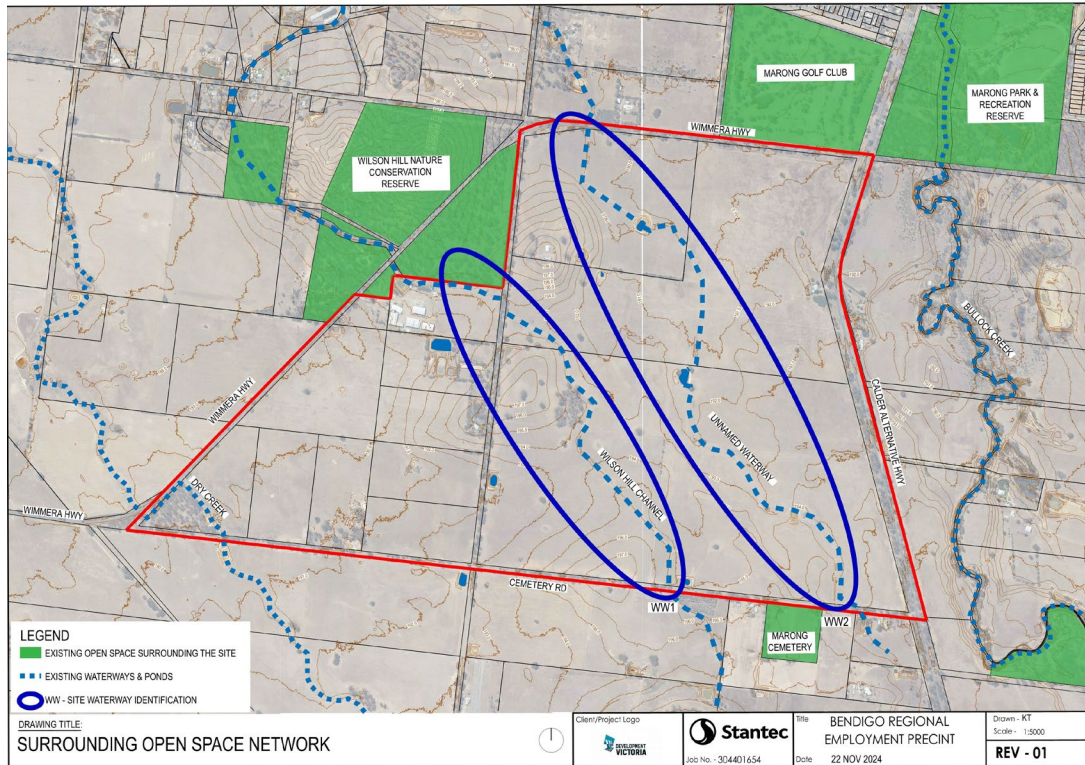 MARONG GOLF CLUB
MARONG PARK &
RECREATION
RESERVE
WIMMERA HWY
WILSON HILL NATURE
CONSERVATION
RESERVE
BULLOCK CREEK
WIMMERA HWY
CALDER ALTERNATIVE HWY
UNNAMED WATERWAY
WILSON HILL CHANNEL
DRY CREEK
WIMMERA HWY
CEMETERY RD
WW1
WW2
MARONG
CEMETERY
LEGEND
EXISTING OPEN SPACE SURROUNDING THE SITE
EXISTING WATERWAYS & PONDS
WW - SITE WATERWAY IDENTIFICATION
DRAWING TITLE:
SURROUNDING OPEN SPACE NETWORK
Client/Project Logo
DEVELOPMENT
VICTORIA
Stantec
Job No. - 304401654
Title
BENDIGO REGIONAL
EMPLOYMENT PRECINT
Date
22 NOV 2024
Drawn - KT
Scale - 1:5000
REV - 01